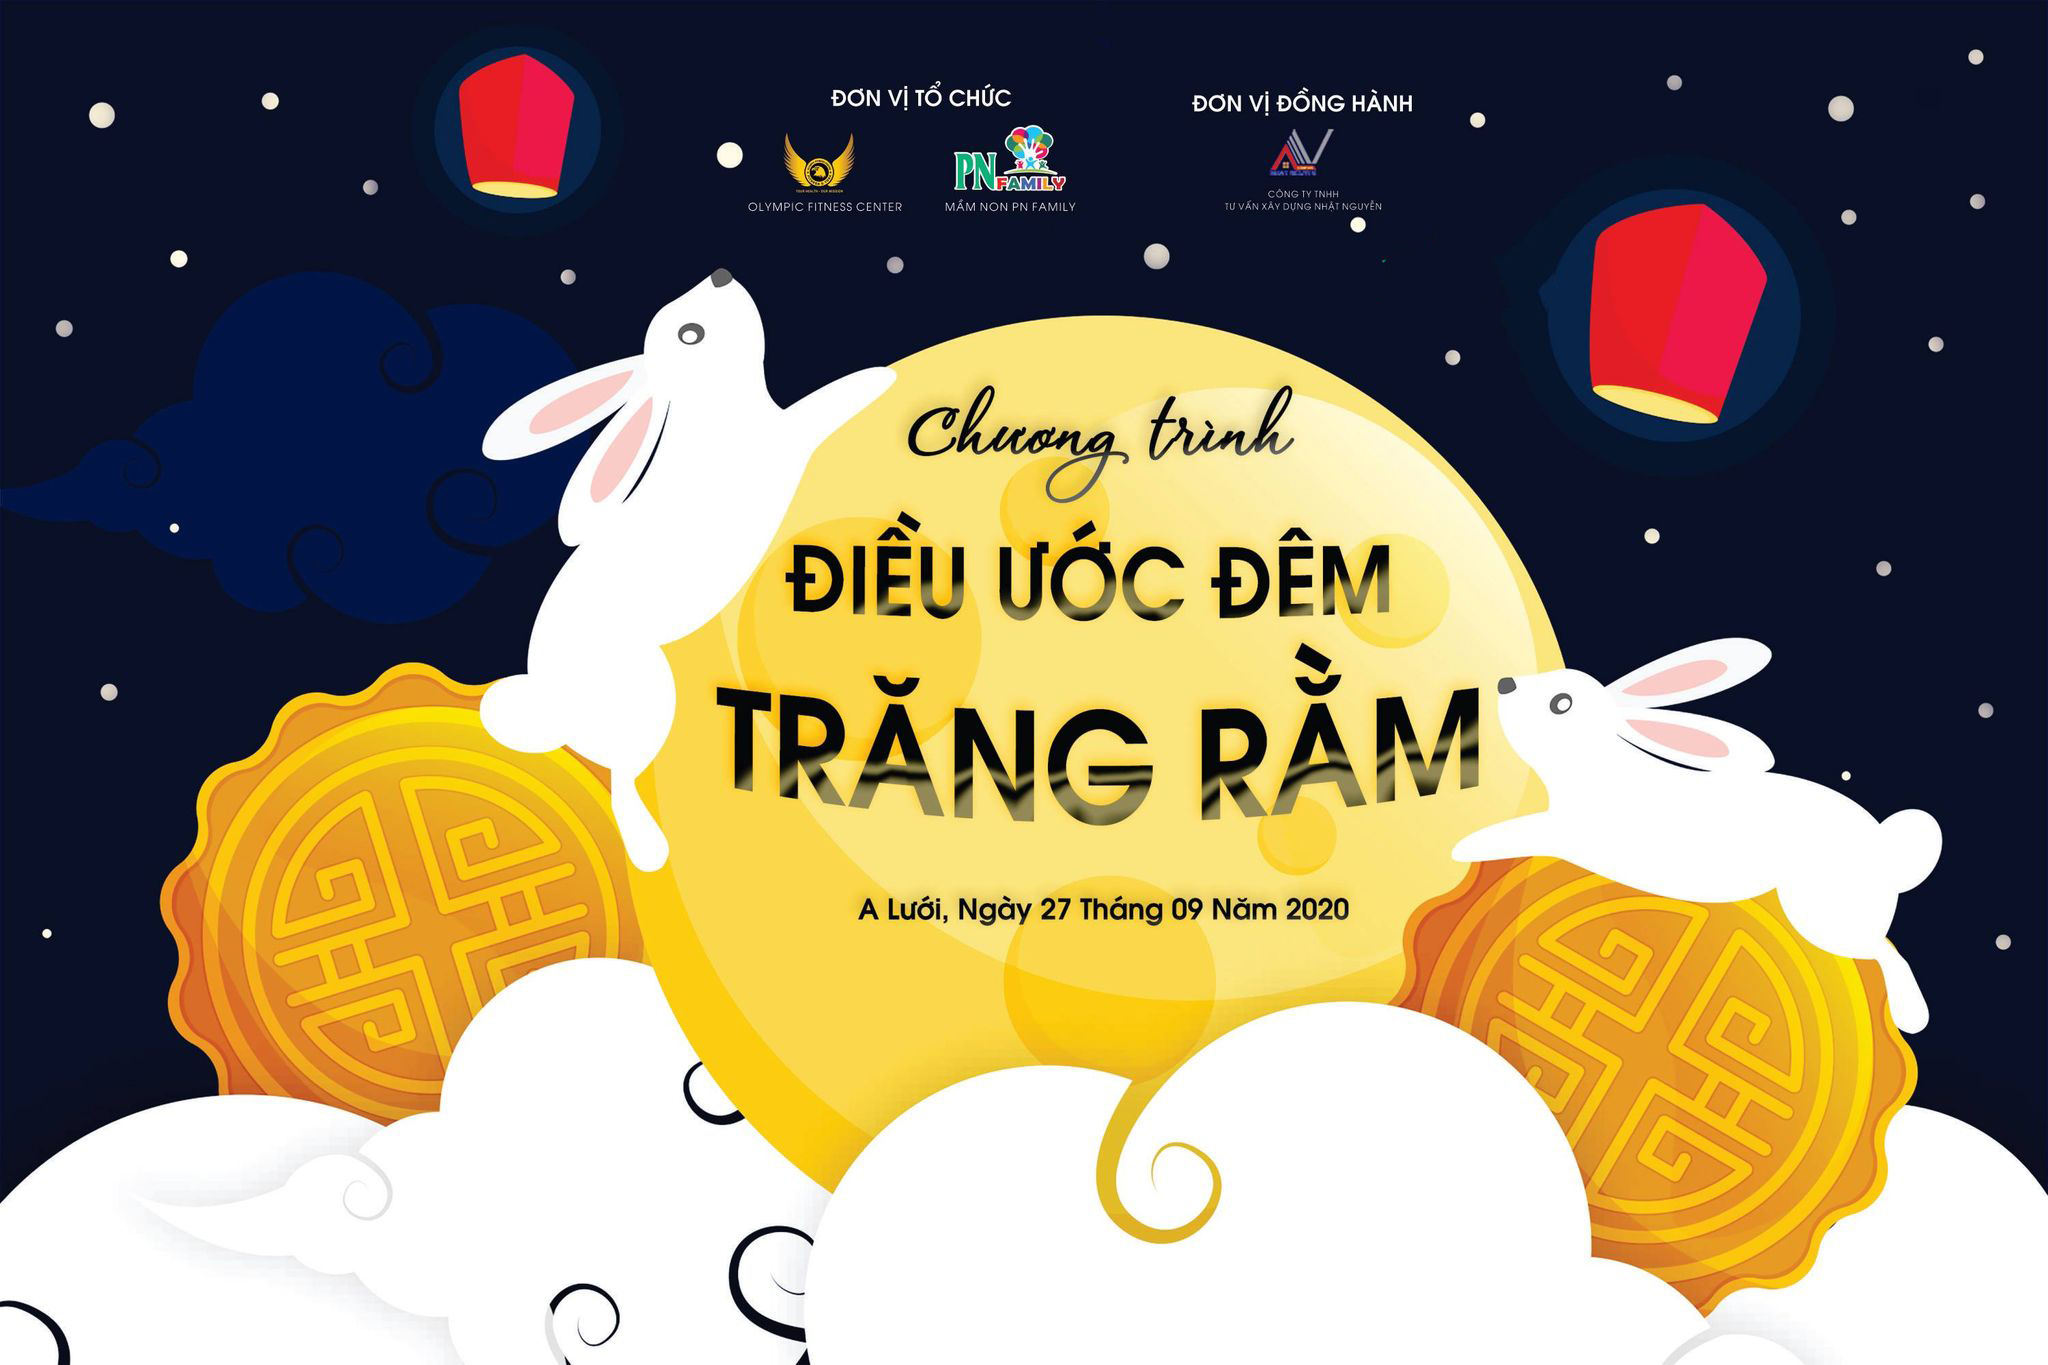 ĐƠN VỊ TỔ CHỨC
OLYMPIC FITNESS CENTER
PN FAMILY
MẦM NON PN FAMILY
ĐƠN VỊ ĐỒNG HÀNH
CÔNG TY TNHH
TƯ VẤN XÂY DỰNG NHẬT NGUYÊN
Chương trình
ĐIỀU ƯỚC ĐÊM
TRĂNG RẰM
A Lưới, Ngày 27 Tháng 09 Năm 2020